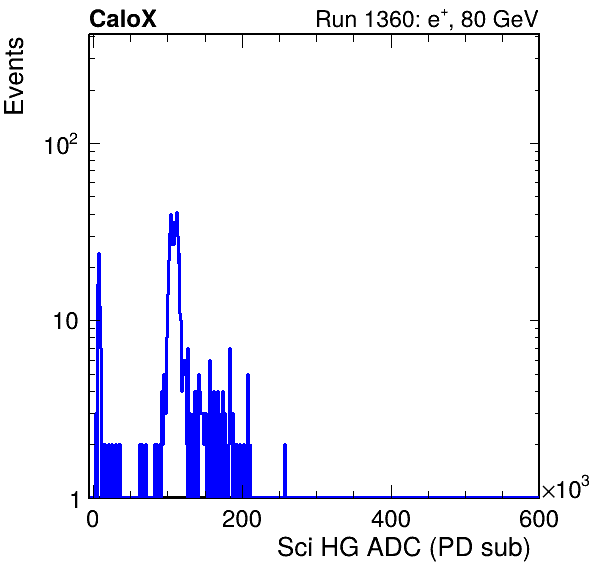 CaloX
Run 1360: e⁺, 80 GeV
Events
10²
10
1
0
200
400
600
×10³
Sci HG ADC (PD sub)